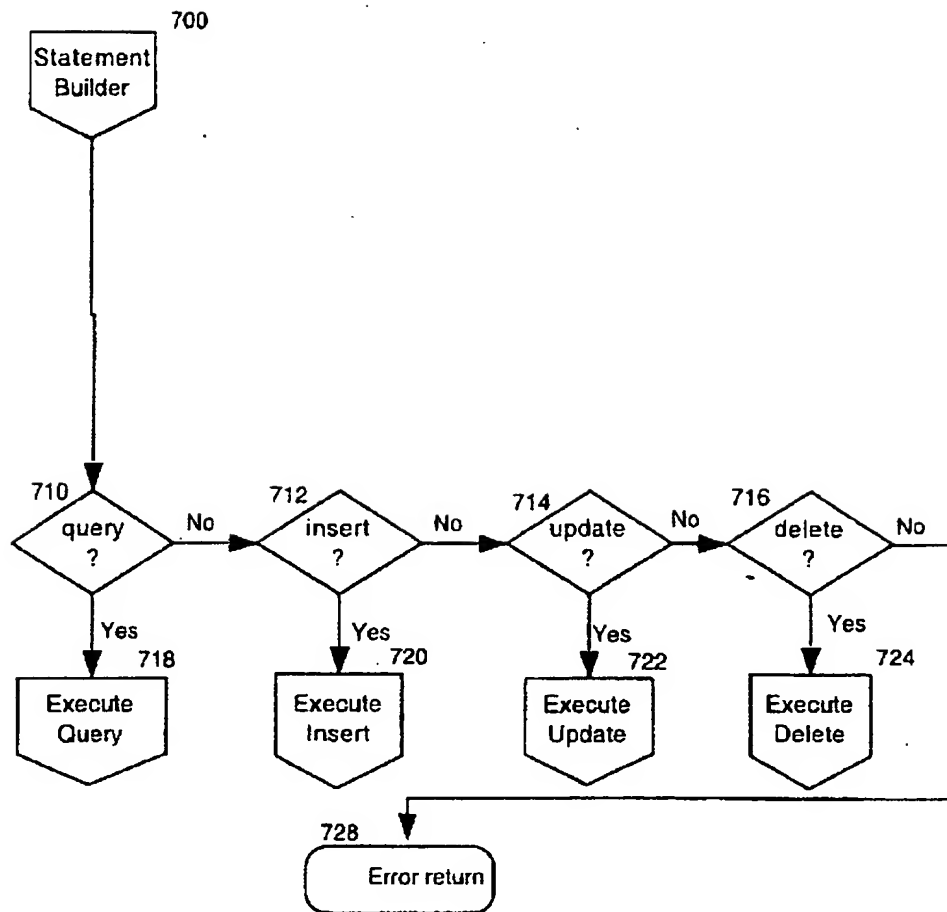 700
Statement
Builder
710
query
?
No
712
insert
?
No
714
update
?
No
716
delete
?
No
Yes
718
Execute
Query
Yes
720
Execute
Insert
Yes
722
Execute
Update
Yes
724
Execute
Delete
728
Error return